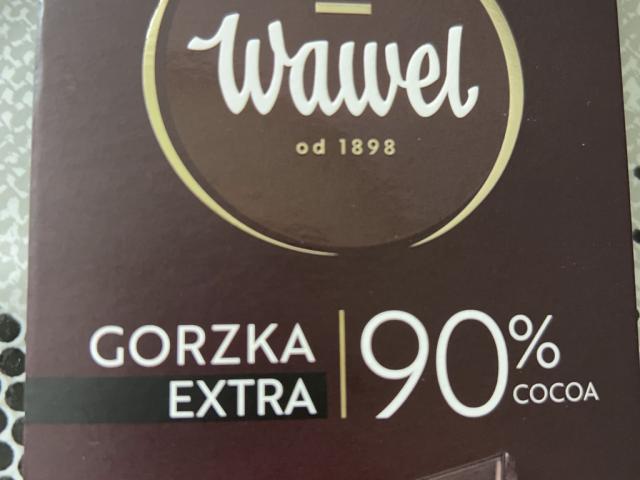 Wawel
od 1898
GORZKA
EXTRA
90%
COCOA